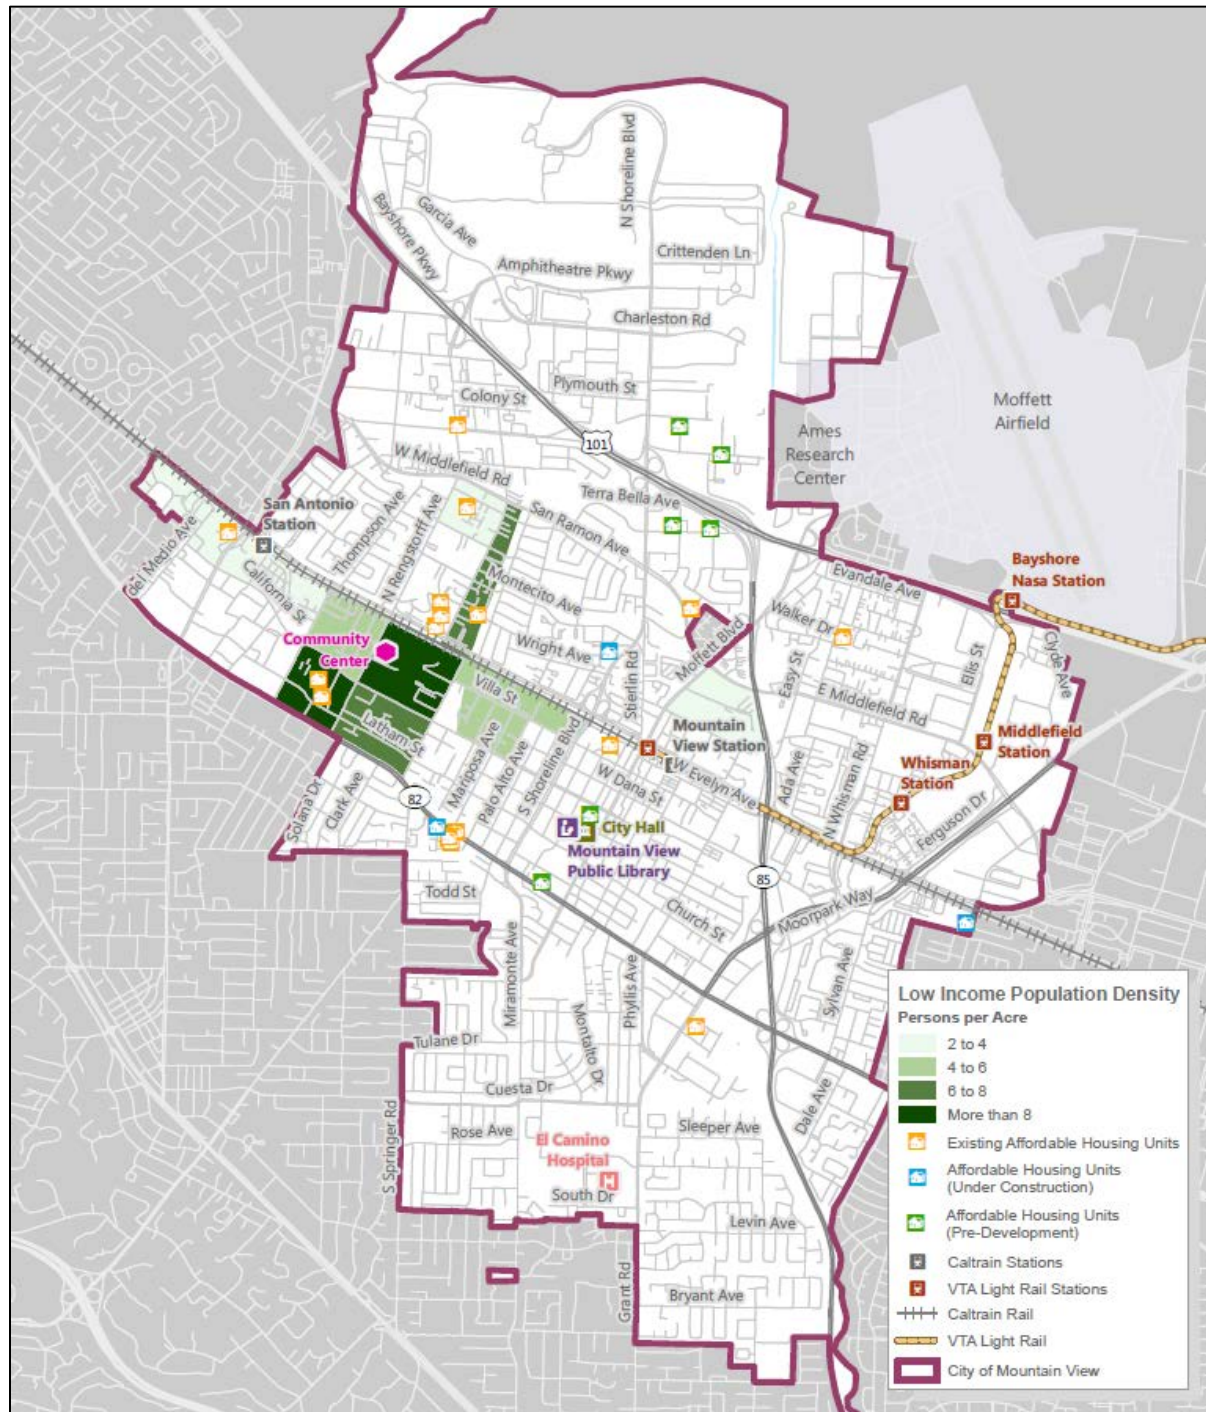 N Shoreline Blvd
Garcia Ave
Bayshore Pkwy
Crittenden Ln
Amphitheatre Pkwy
Charleston Rd
Plymouth St
Colony St
Moffett
Airfield
101
Ames
Research
Center
W Middlefield Rd
Terra Bella Ave
San Antonio
Station
Thompson Ave
N Rengstorff Ave
San Ramon Ave
del Medio Ave
California St
Montecito Ave
Evandale Ave
Bayshore
Nasa Station
Walker Dr
Community
Center
Wright Ave
Moffett Blvd
Stierlin Rd
Easy St
Ellis St
Clyde Ave
Villa St
E Middlefield Rd
Latham St
Mountain
View Station
Middlefield
Station
Mariposa Ave
Palo Alto Ave
S Shoreline Blvd
W Dana St
W Evelyn Ave
Ada Ave
N Whisman Rd
Whisman
Station
Solana Dr
Clark Ave
82
Ferguson Dr
City Hall
Mountain View
Public Library
Todd St
85
Church St
Moorpark Way
Miramonte Ave
Phyllis Ave
Sylvan Ave
Montalto Dr
Tulane Dr
Cuesta Dr
Dale Ave
S Springer Rd
Rose Ave
Sleeper Ave
El Camino
Hospital
H
South Dr
Levin Ave
Grant Rd
Bryant Ave
Low Income Population Density
Persons per Acre
2 to 4
4 to 6
6 to 8
More than 8
Existing Affordable Housing Units
Affordable Housing Units
(Under Construction)
Affordable Housing Units
(Pre-Development)
Caltrain Stations
VTA Light Rail Stations
Caltrain Rail
VTA Light Rail
City of Mountain View